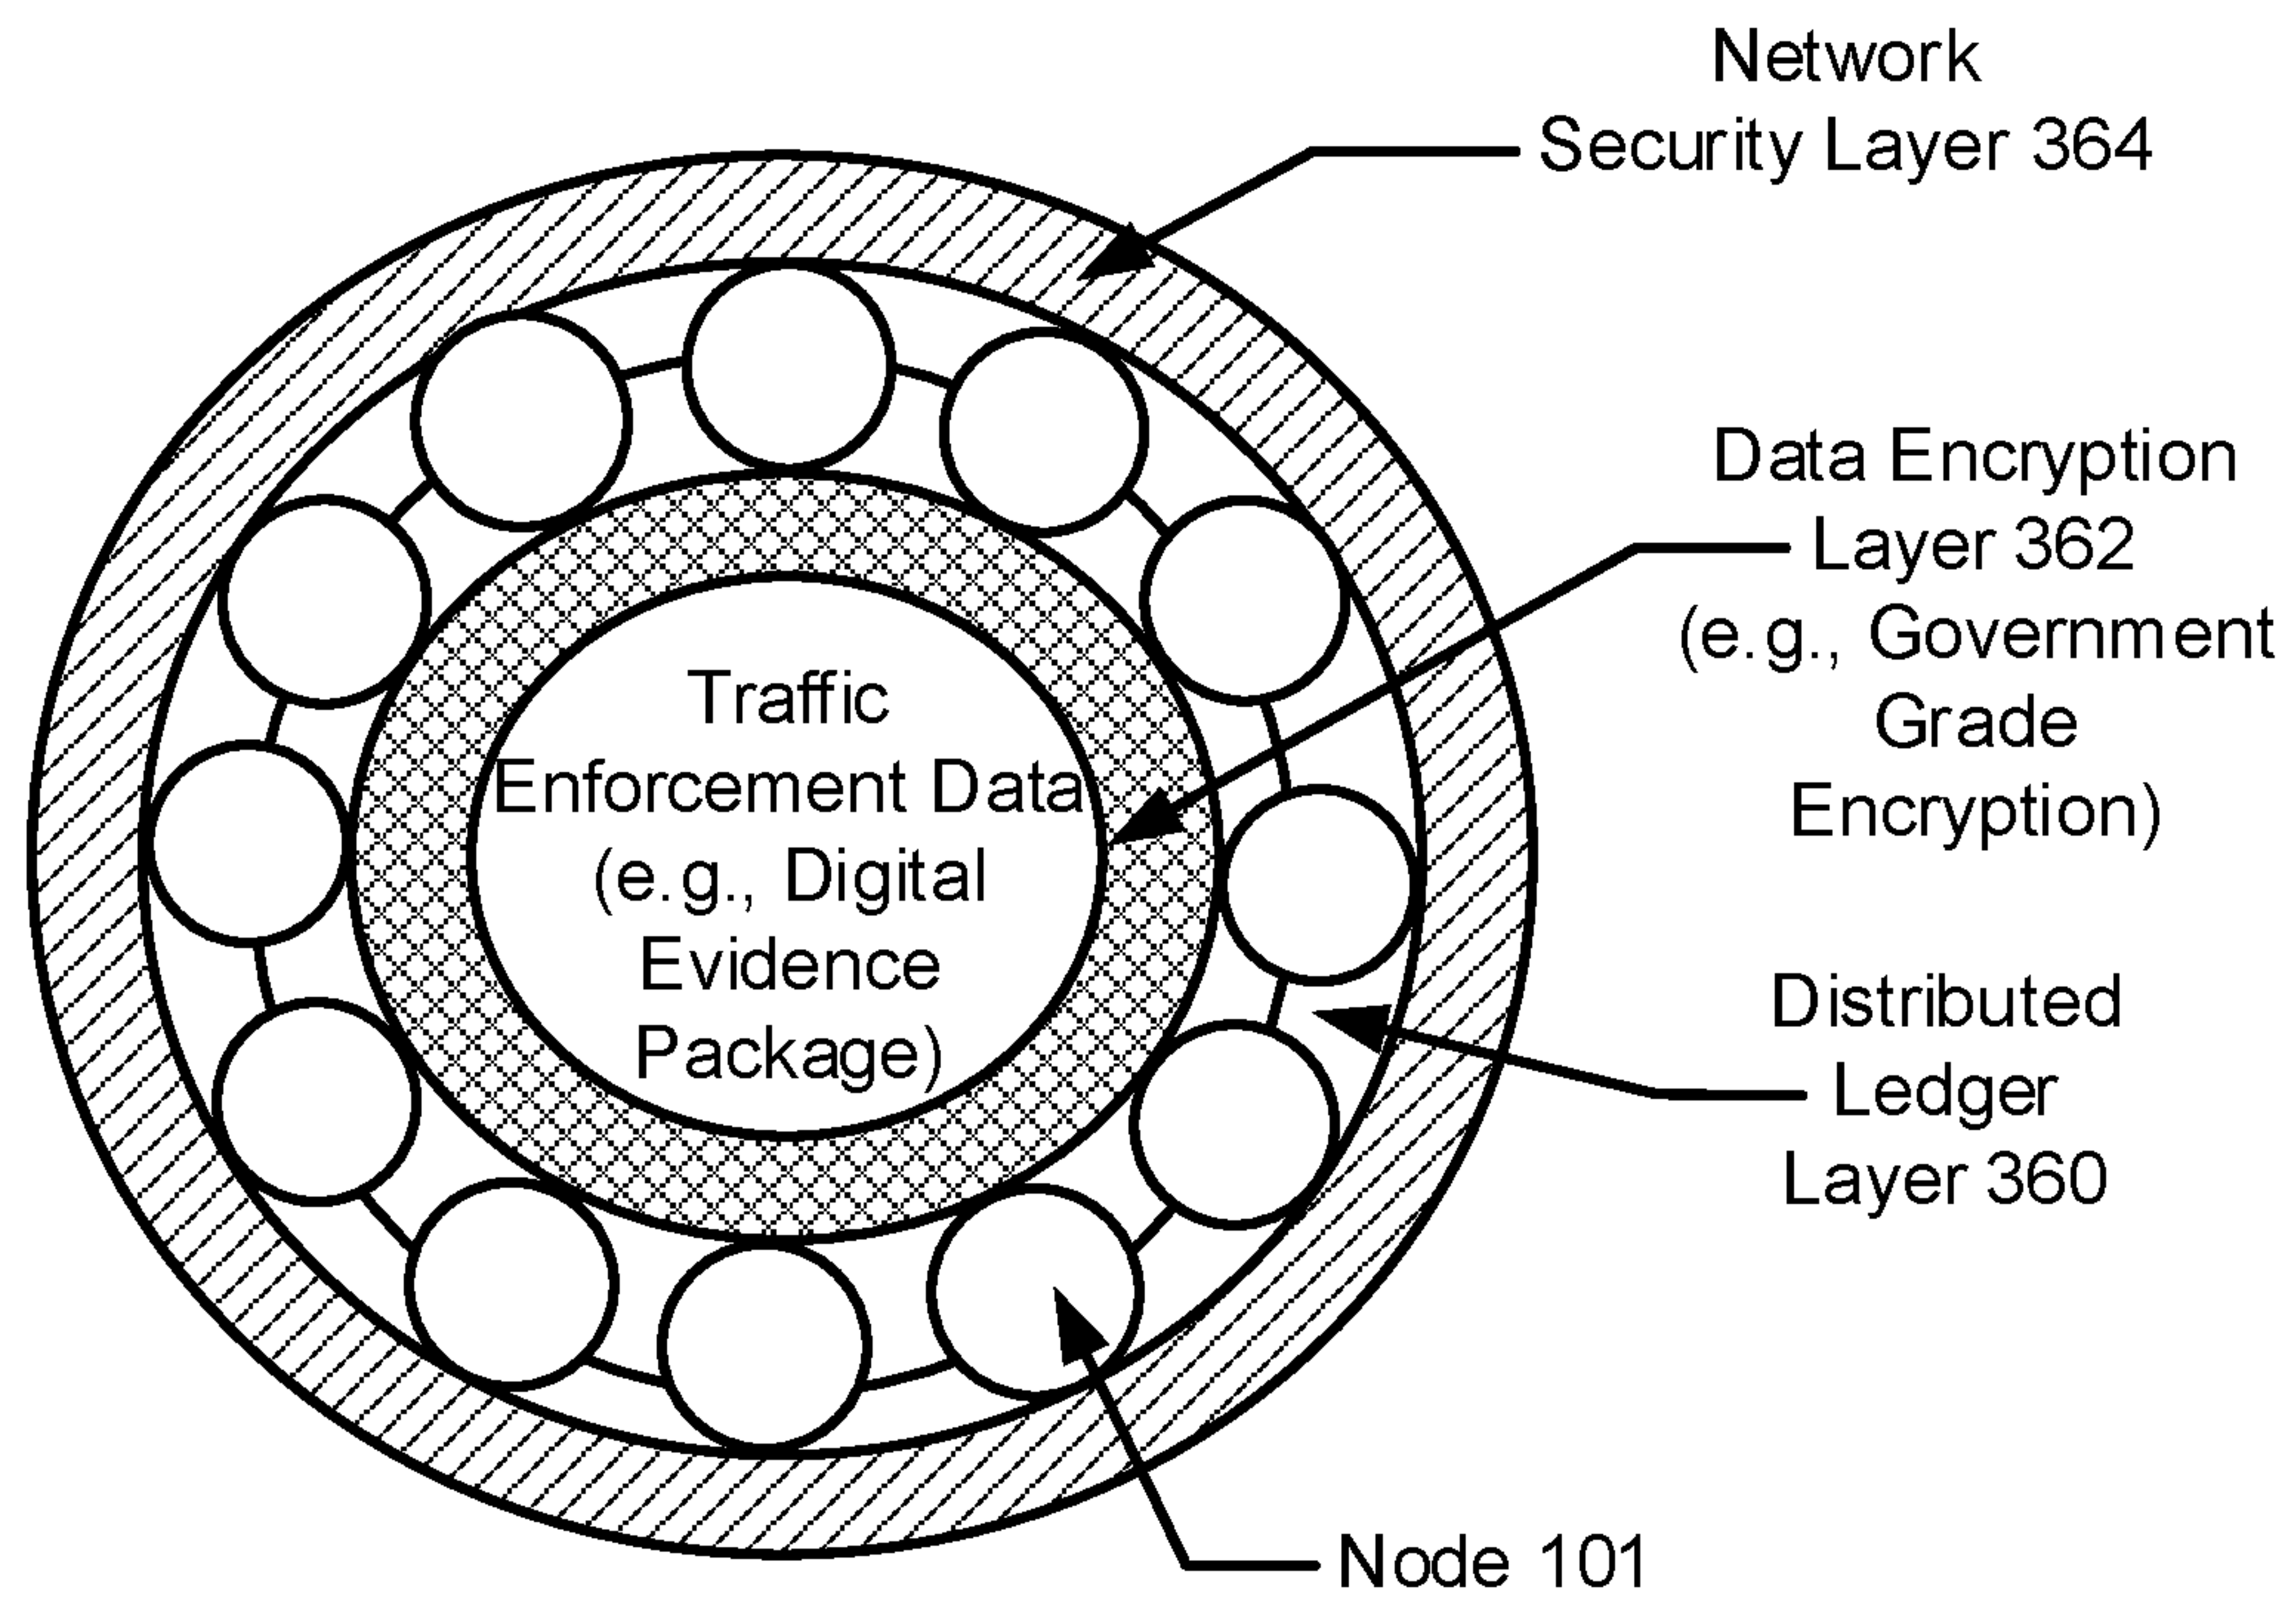 Network
Security Layer 364
Data Encryption
Layer 362
(e.g., Government
Grade
Encryption)
Traffic
Enforcement Data
(e.g., Digital
Evidence
Package)
Distributed
Ledger
Layer 360
Node 101